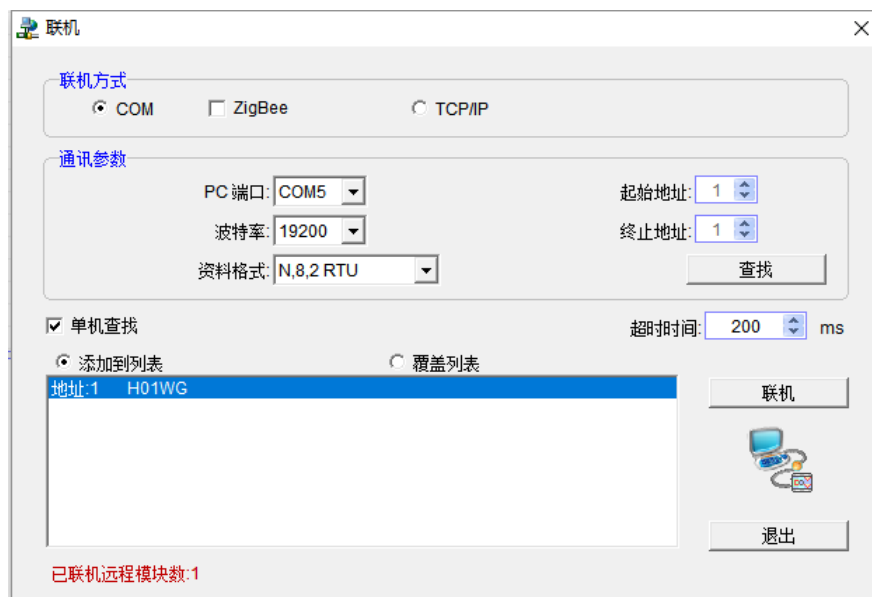 联机
联机方式
COM ZigBee TCP/IP
通讯参数
PC 端口: COM5 起始地址: 1
波特率: 19200 终止地址: 1
资料格式: N,8,2 RTU 查找
单机查找 超时时间: 200 ms
添加到列表 覆盖列表
地址:1 H01WG
联机
退出
已联机远程模块数:1